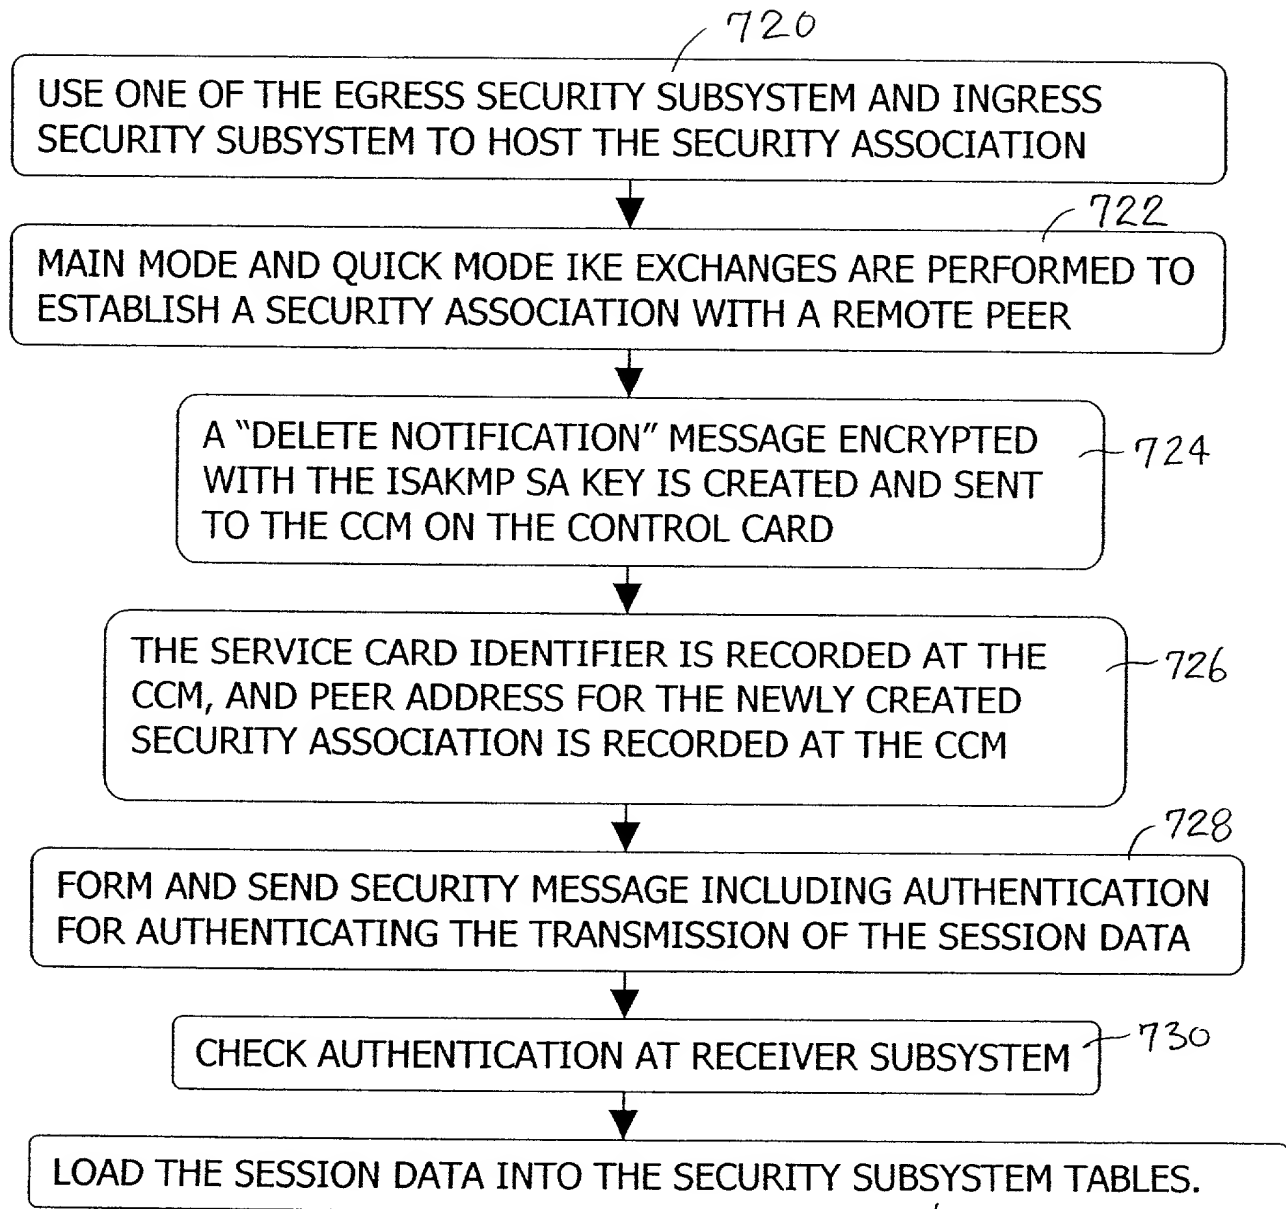 720
USE ONE OF THE EGRESS SECURITY SUBSYSTEM AND INGRESS
SECURITY SUBSYSTEM TO HOST THE SECURITY ASSOCIATION
722
MAIN MODE AND QUICK MODE IKE EXCHANGES ARE PERFORMED TO
ESTABLISH A SECURITY ASSOCIATION WITH A REMOTE PEER
A “DELETE NOTIFICATION” MESSAGE ENCRYPTED
WITH THE ISAKMP SA KEY IS CREATED AND SENT
TO THE CCM ON THE CONTROL CARD
724
THE SERVICE CARD IDENTIFIER IS RECORDED AT THE
CCM, AND PEER ADDRESS FOR THE NEWLY CREATED
SECURITY ASSOCIATION IS RECORDED AT THE CCM
726
728
FORM AND SEND SECURITY MESSAGE INCLUDING AUTHENTICATION
FOR AUTHENTICATING THE TRANSMISSION OF THE SESSION DATA
CHECK AUTHENTICATION AT RECEIVER SUBSYSTEM
730
LOAD THE SESSION DATA INTO THE SECURITY SUBSYSTEM TABLES.